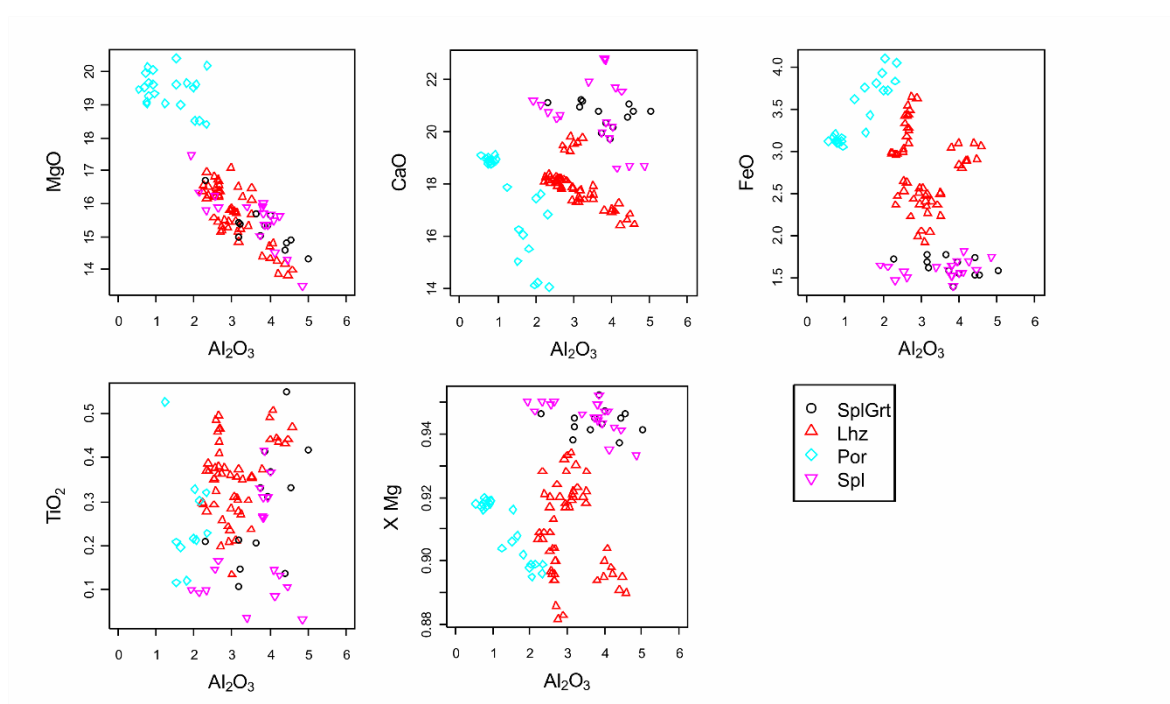 MgO
20
19
18
17
16
15
14
0 1 2 3 4 5 6
Al₂O₃
CaO
22
20
18
16
14
0 1 2 3 4 5 6
Al₂O₃
FeO
4.0
3.5
3.0
2.5
2.0
1.5
0 1 2 3 4 5 6
Al₂O₃
TiO₂
0.5
0.4
0.3
0.2
0.1
0 1 2 3 4 5 6
Al₂O₃
X Mg
0.94
0.92
0.90
0.88
0 1 2 3 4 5 6
Al₂O₃
SplGrt
Lhz
Por
Spl